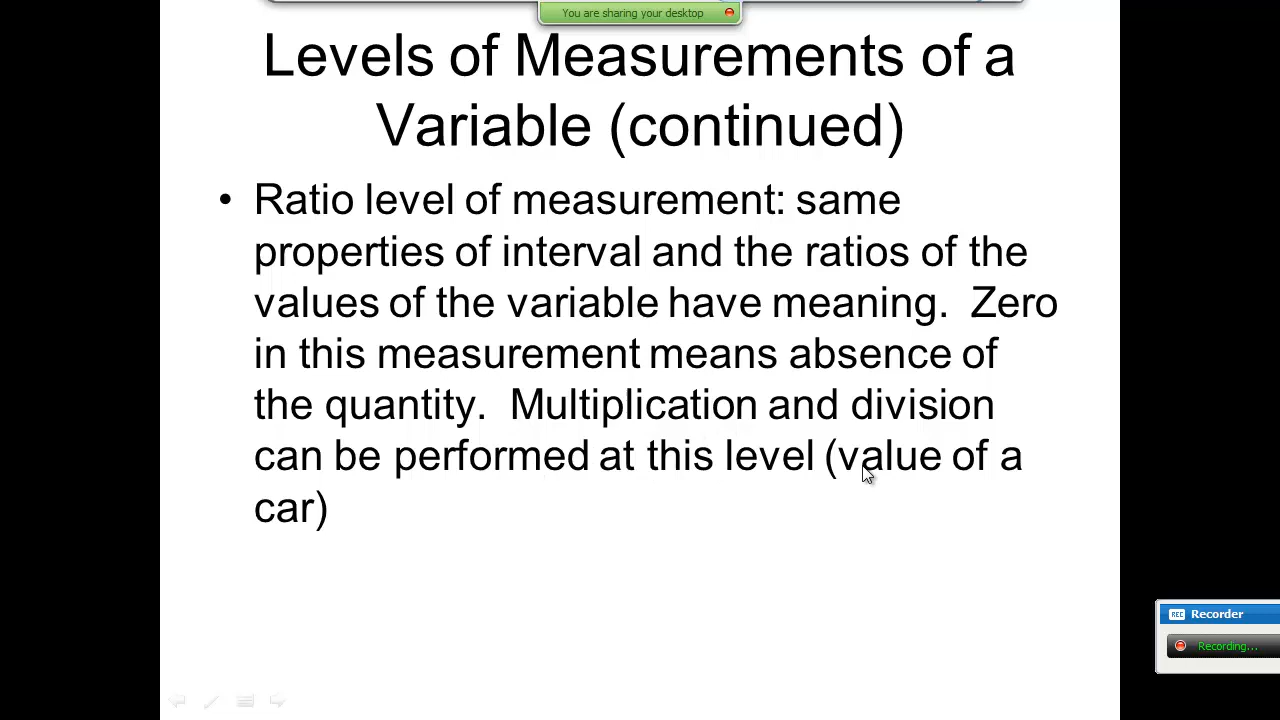 You are sharing your desktop
Levels of Measurements of a
Variable (continued)
• Ratio level of measurement: same
properties of interval and the ratios of the
values of the variable have meaning.  Zero
in this measurement means absence of
the quantity.  Multiplication and division
can be performed at this level (value of a
car)
REC Recorder
Recording...